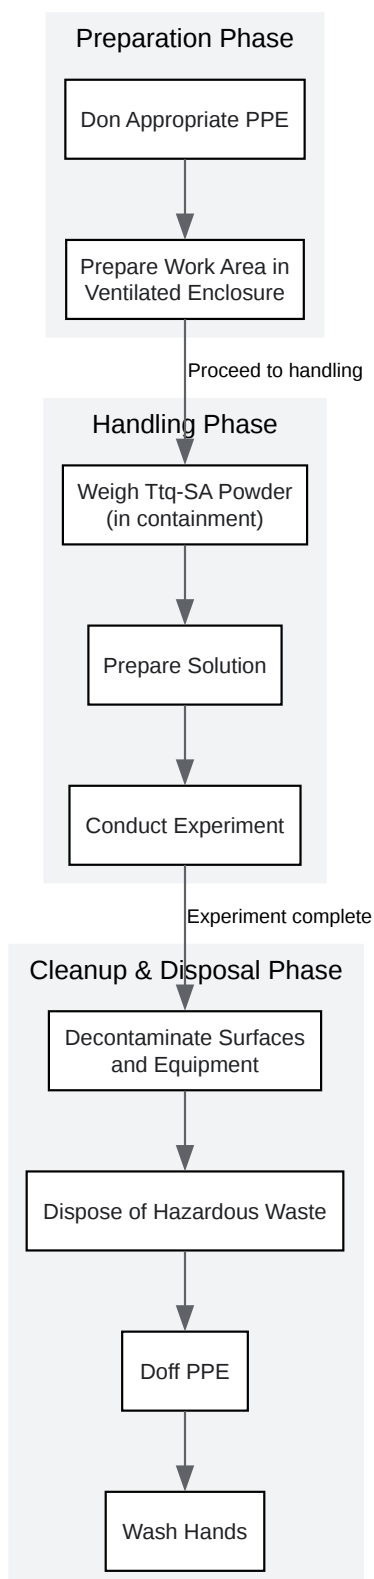 Preparation Phase
Don Appropriate PPE
Prepare Work Area in
Ventilated Enclosure
Proceed to handling
Handling Phase
Weigh Ttq-SA Powder
(in containment)
Prepare Solution
Conduct Experiment
Experiment complete
Cleanup & Disposal Phase
Decontaminate Surfaces
and Equipment
Dispose of Hazardous Waste
Doff PPE
Wash Hands